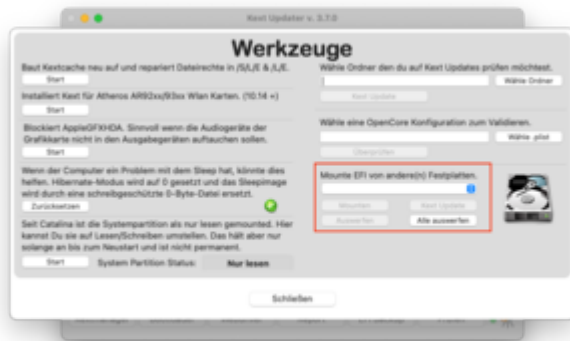 Kext Updater v. 3.7.0
Werkzeuge
Baut Kextcache neu auf und repariert Dateirechte in /S/L/E & /L/E.
Start
Installiert Kext für Atheros AR92xx/93xx Wlan Karten. (10.14 +)
Start
Blockiert AppleGFXHDA. Sinnvoll wenn die Audiogeräte der
Grafikkarte nicht in den Ausgabegeräten auftauchen sollen.
Start
Wenn der Computer ein Problem mit dem Sleep hat, könnte dies
helfen. Hibernate-Modus wird auf 0 gesetzt und das Sleepimage
wird durch eine schreibgeschützte 0-Byte-Datei ersetzt.
Zurücksetzen
Seit Catalina ist die Systempartition als nur lesen gemounted. Hier
kannst Du sie auf Lesen/Schreiben umstellen. Das hält aber nur
solange an bis zum Neustart und ist nicht permanent.
Start System Partition Status: Nur lesen
Wähle Ordner den du auf Kext Updates prüfen möchtest.
Wähle Ordner
Kext Update
Wähle eine OpenCore Konfiguration zum Validieren.
Wähle .plist
Überprüfen
Mounte EFI von andere(n) Festplatten.
Mounten Kext Update
Auswerfen Alle auswerfen
Schließen